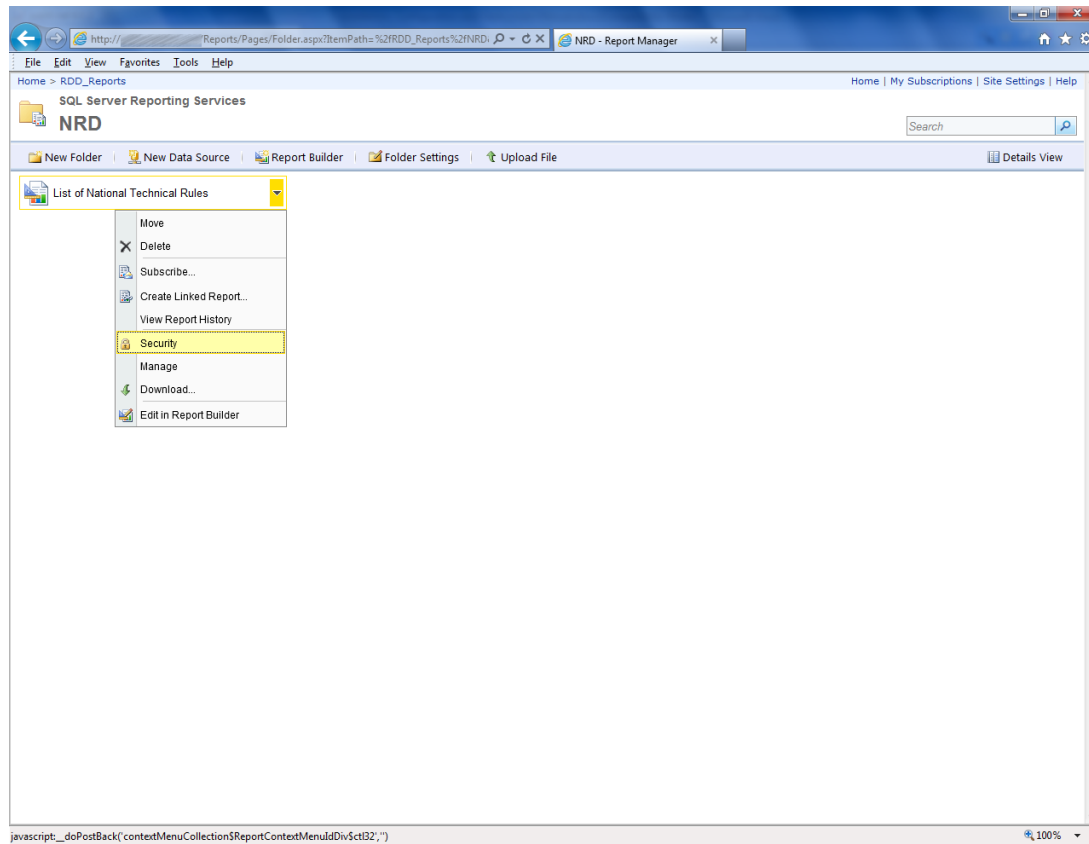 http:// Reports/Pages/Folder.aspx?ItemPath=%2fRDD_Reports%2fNRD
NRD - Report Manager
File Edit View Favorites Tools Help
Home > RDD_Reports
Home | My Subscriptions | Site Settings | Help
SQL Server Reporting Services
NRD
Search
New Folder New Data Source Report Builder Folder Settings Upload File Details View
List of National Technical Rules
Move
Delete
Subscribe...
Create Linked Report...
View Report History
Security
Manage
Download...
Edit in Report Builder
javascript:__doPostBack('contextMenuCollection$ReportContextMenuIdDiv$ctl32','')
100%